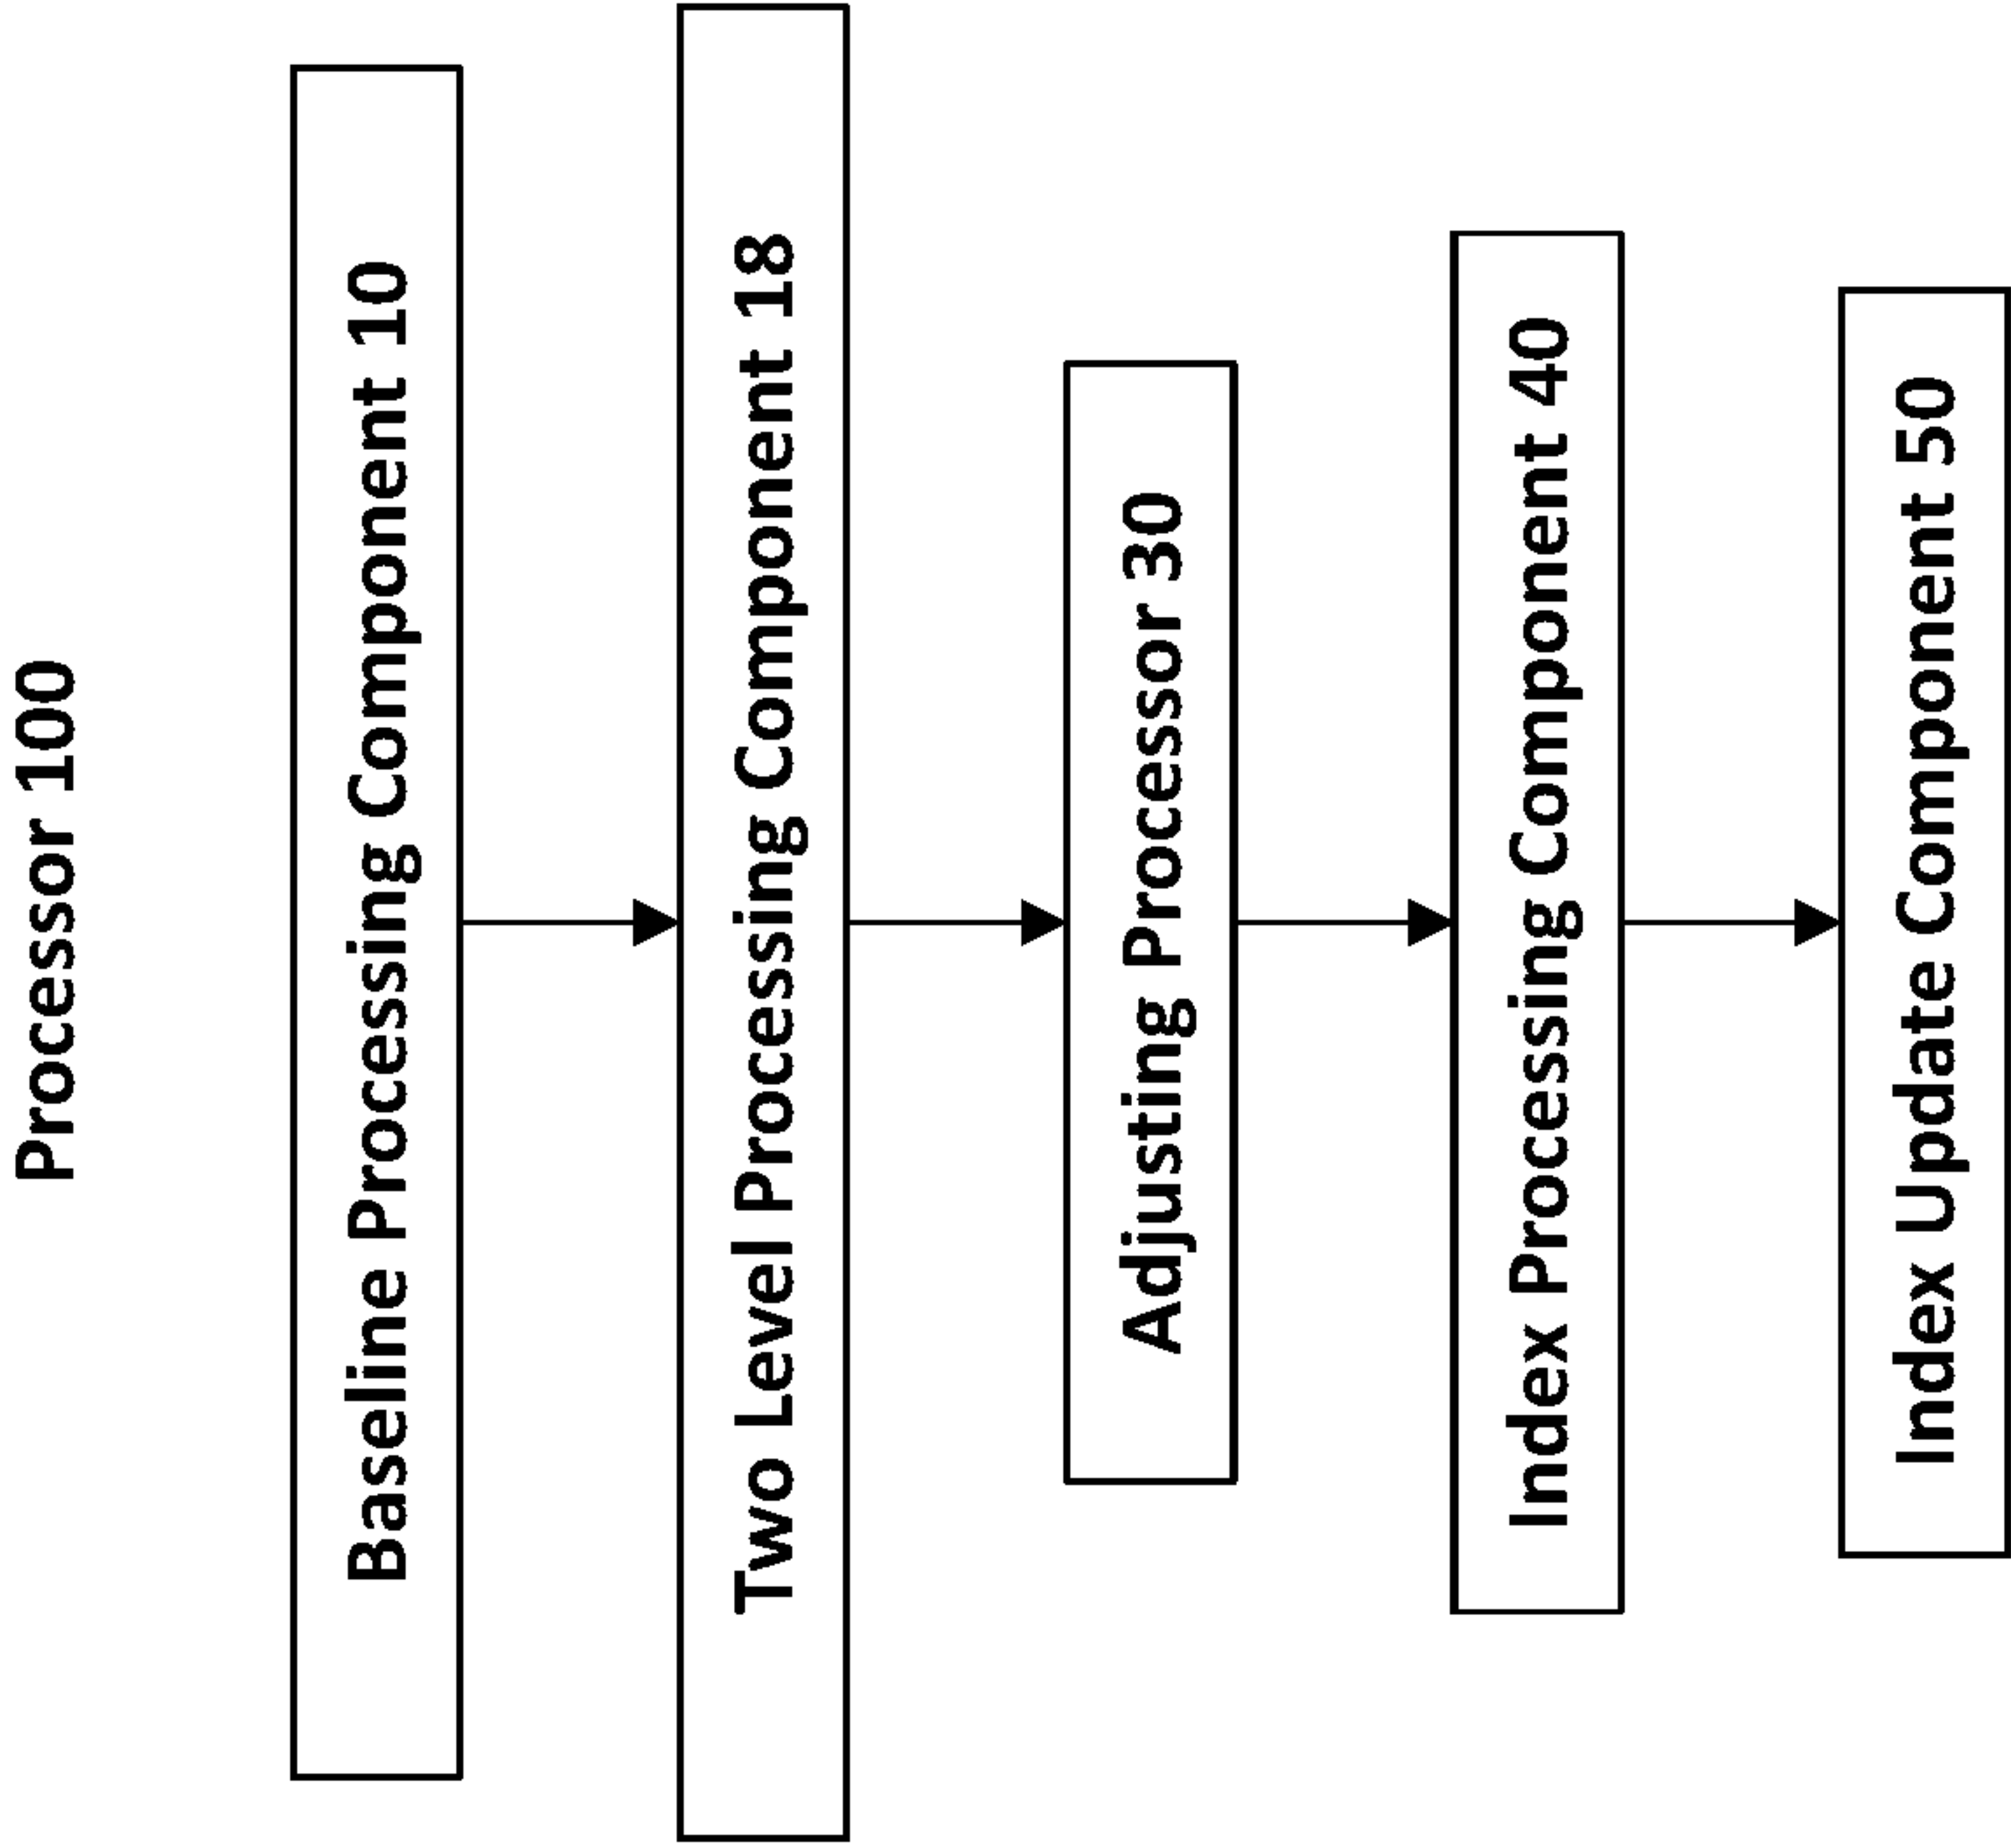 Processor 100
Baseline Processing Component 10
Two Level Processing Component 18
Adjusting Processor 30
Index Processing Component 40
Index Update Component 50